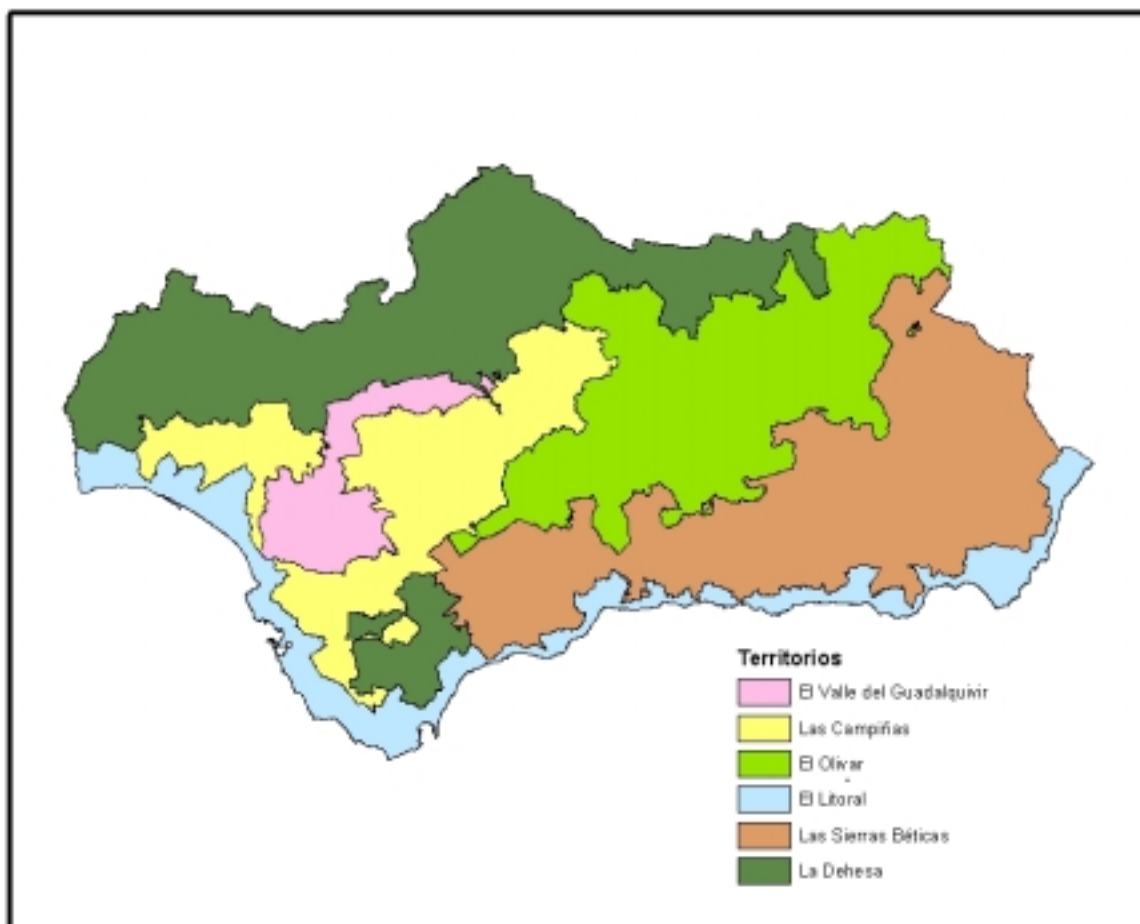 Territorios
El Valle del Guadalquivir
Las Campiñas
El Olivar
El Litoral
Las Sierras Béticas
La Dehesa